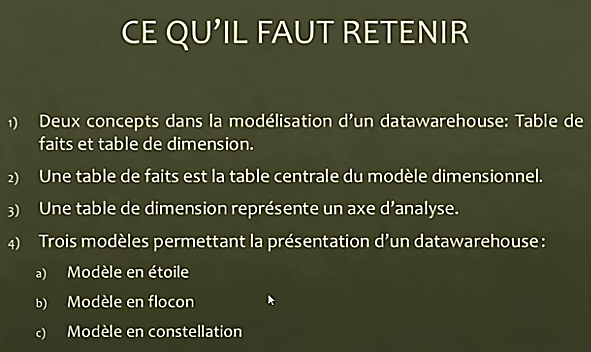 CE QU'IL FAUT RETENIR
1) Deux concepts dans la modélisation d'un datawarehouse: Table de
faits et table de dimension.
2) Une table de faits est la table centrale du modèle dimensionnel.
3) Une table de dimension représente un axe d'analyse.
4) Trois modèles permettant la présentation d'un datawarehouse :
a) Modèle en étoile
b) Modèle en flocon
c) Modèle en constellation